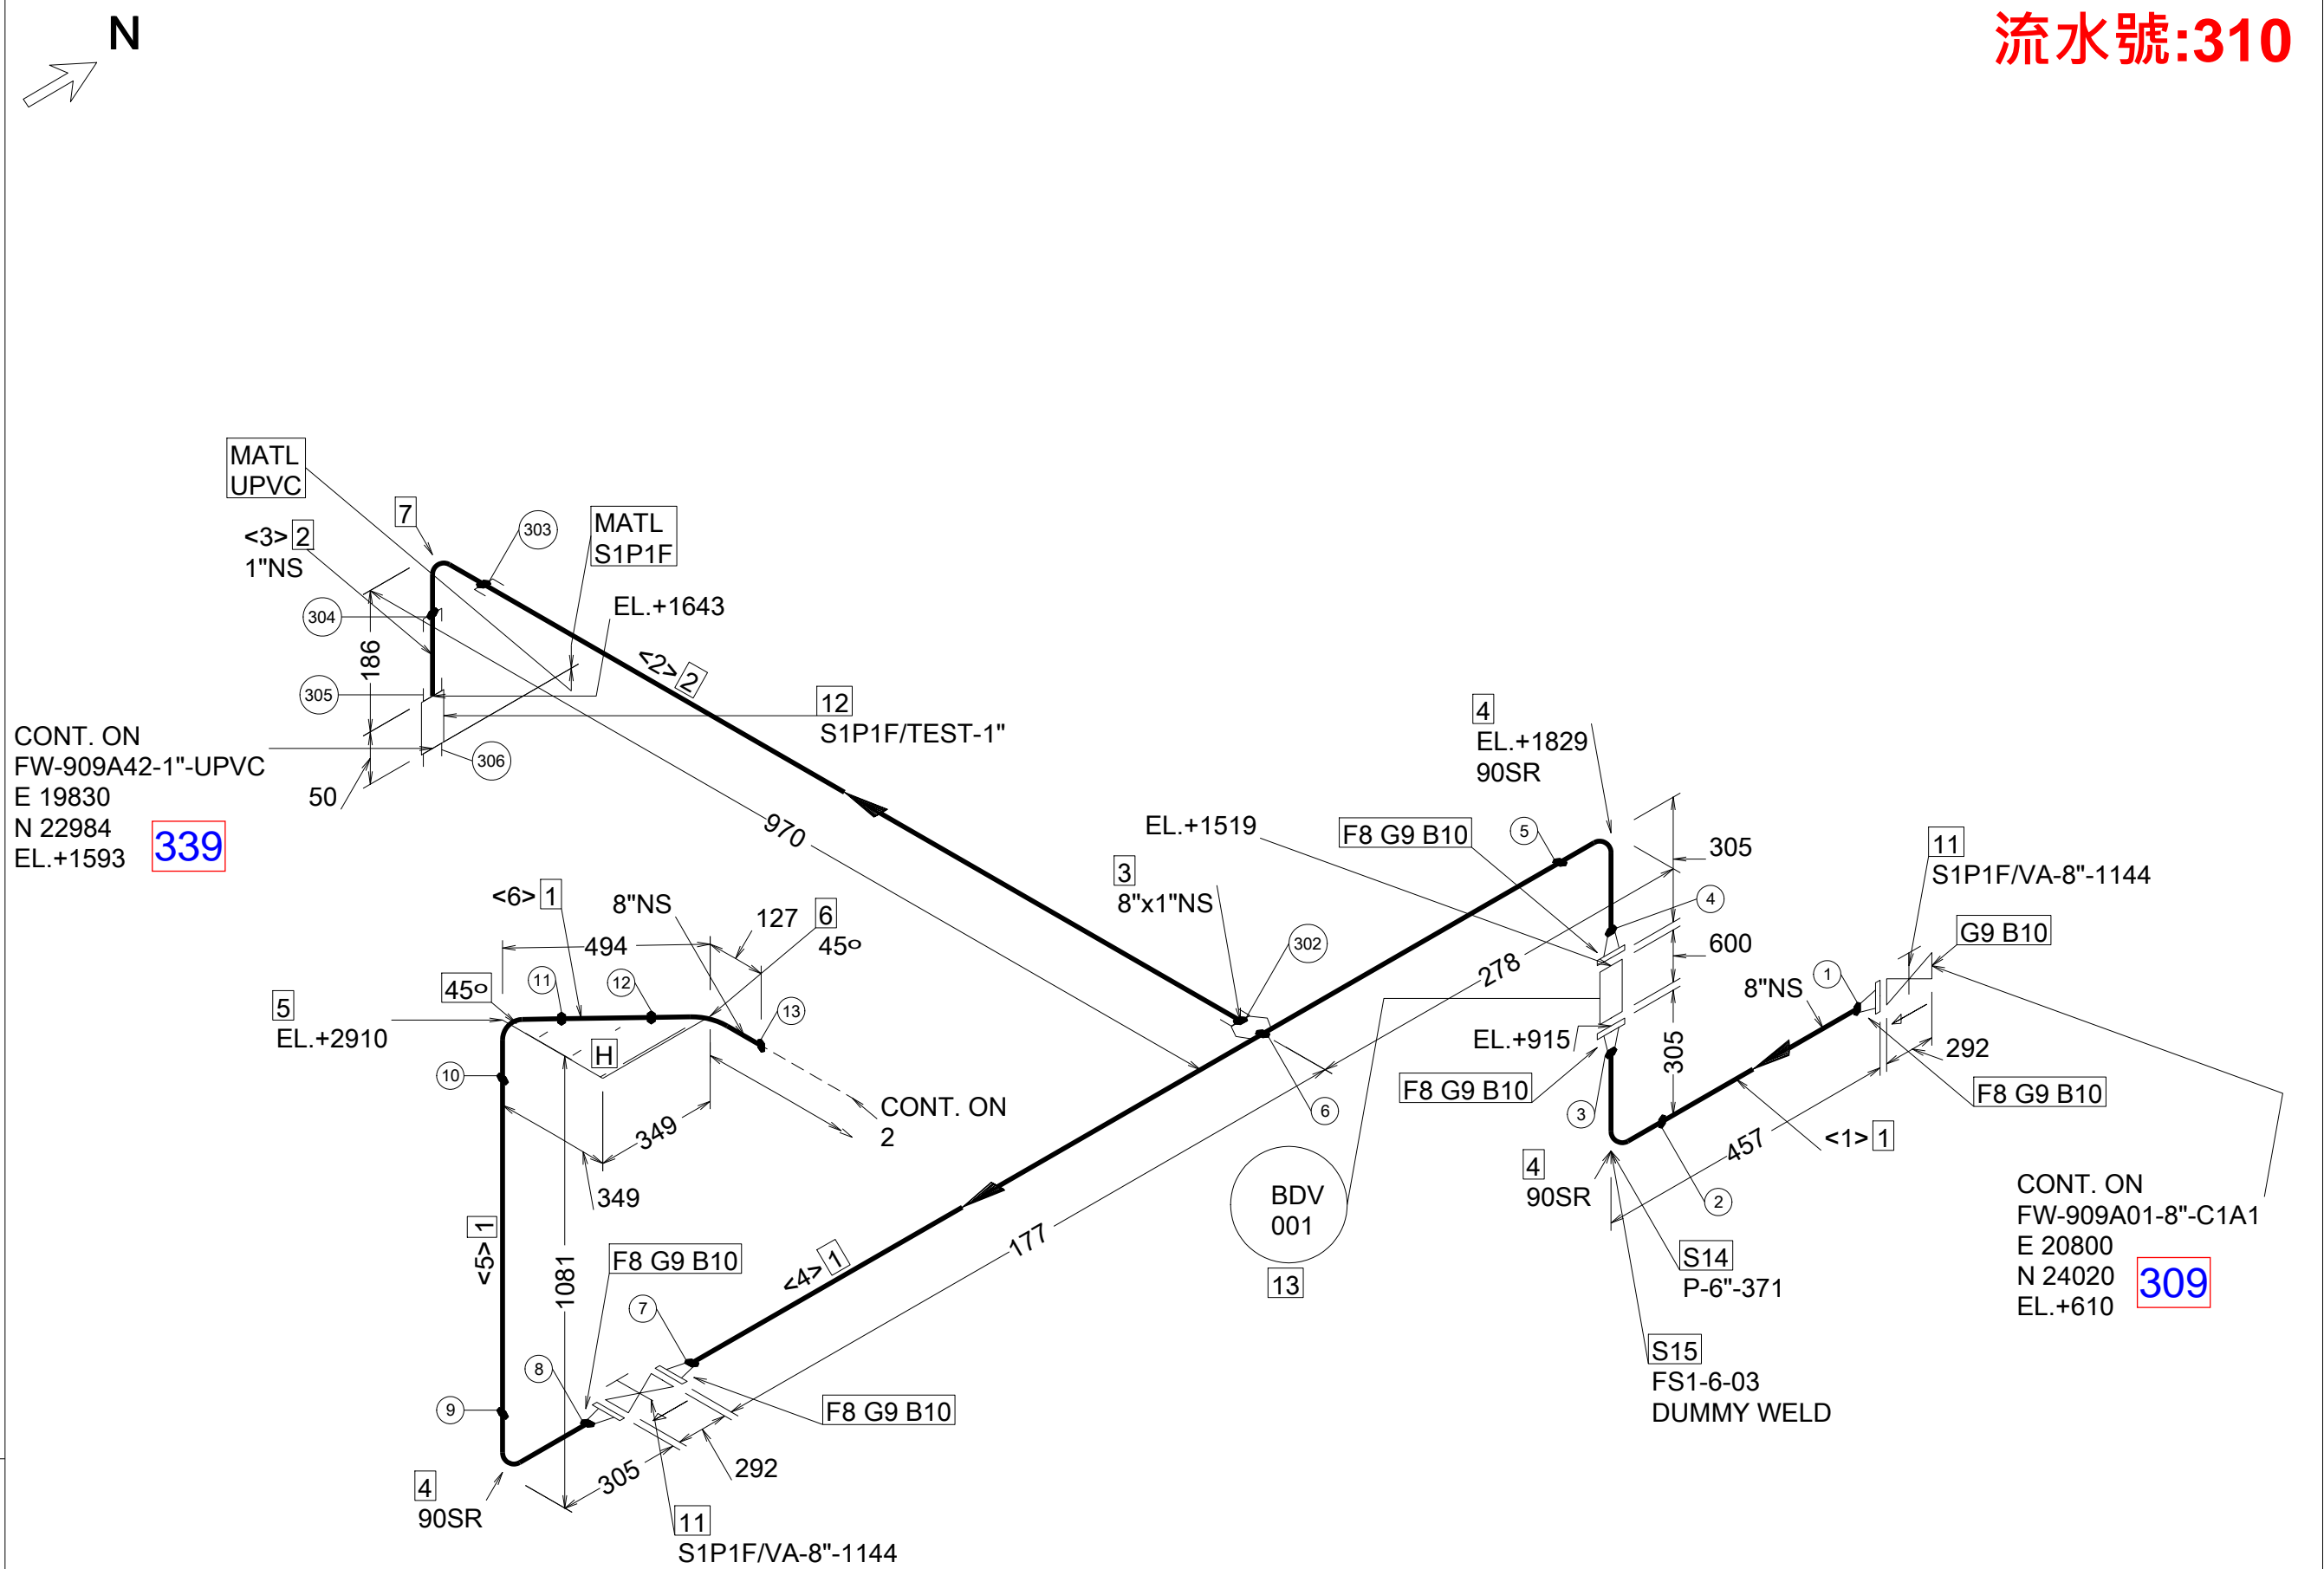 N
流水號:310
MATL
UPVC
7
303
MATL
S1P1F
<3> 2
1"NS
304
EL.+1643
186
<2> 2
305
12
S1P1F/TEST-1"
CONT. ON
FW-909A42-1"-UPVC
E 19830
N 22984
EL.+1593
339
306
50
970
4
EL.+1829
90SR
EL.+1519
F8 G9 B10
5
305
11
S1P1F/VA-8"-1144
3
8"x1"NS
4
G9 B10
302
600
278
1
8"NS
<6> 1
8"NS
127
6
45°
494
45°
11
12
13
5
EL.+2910
H
EL.+915
305
292
10
F8 G9 B10
F8 G9 B10
CONT. ON
2
6
3
349
457
<1> 1
349
4
90SR
BDV
001
13
2
CONT. ON
FW-909A01-8"-C1A1
E 20800
N 24020
EL.+610
309
<5> 1
1081
F8 G9 B10
<4> 1
177
S14
P-6"-371
7
S15
FS1-6-03
DUMMY WELD
8
9
F8 G9 B10
292
305
4
90SR
11
S1P1F/VA-8"-1144